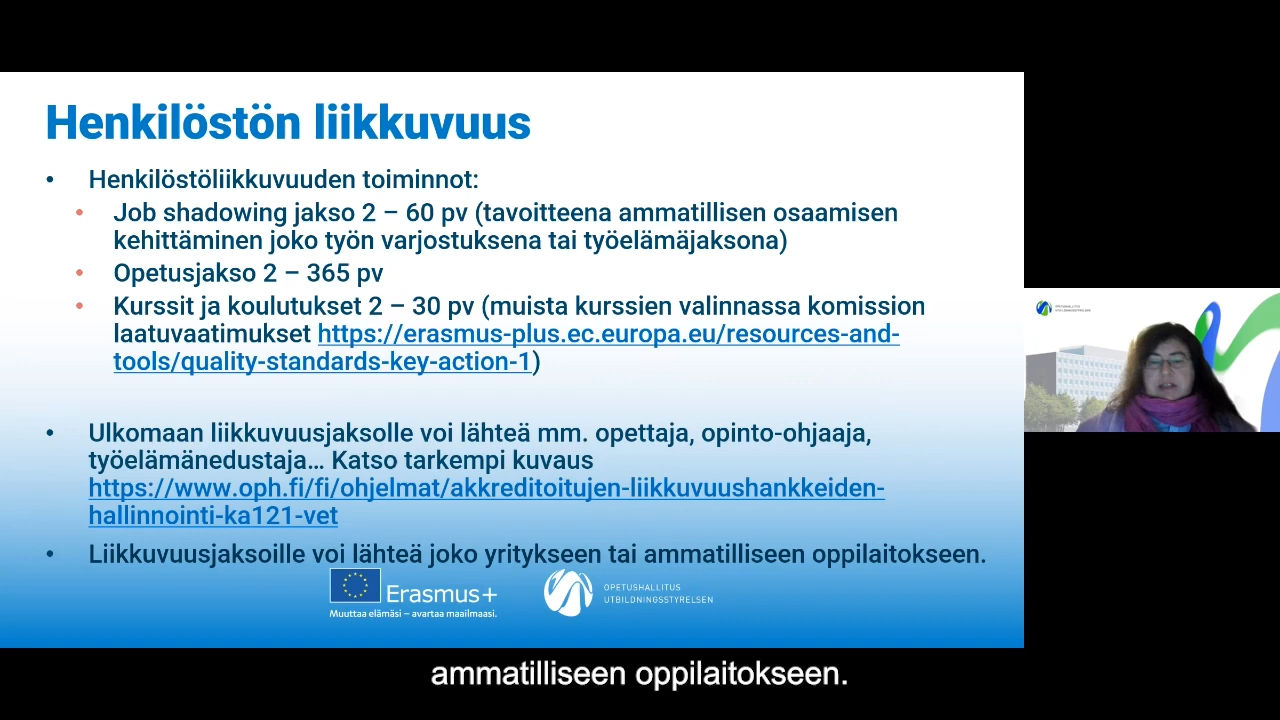 Henkilöstön liikkuvuus
• Henkilöstöliikkuvuuden toiminnot:
• Job shadowing jakso 2 – 60 pv (tavoitteena ammatillisen osaamisen
kehittäminen joko työn varjostuksena tai työelämäjaksona)
• Opetusjakso 2 – 365 pv
• Kurssit ja koulutukset 2 – 30 pv (muista kurssien valinnassa komission
laatuvaatimukset https://erasmus-plus.ec.europa.eu/resources-and-
tools/quality-standards-key-action-1)
• Ulkomaan liikkuvuusjaksolle voi lähteä mm. opettaja, opinto-ohjaaja,
työelämänedustaja… Katso tarkempi kuvaus
https://www.oph.fi/fi/ohjelmat/akkreditoitujen-liikkuvuushankkeiden-
hallinnointi-ka121-vet
• Liikkuvuusjaksoille voi lähteä joko yritykseen tai ammatilliseen oppilaitokseen.
Erasmus+
Muuttaa elämäsi – avartaa maailmaasi.
OPETUSHALLITUS
UTBILDNINGSSTYRELSEN
OPETUSHALLITUS
UTBILDNINGSSTYRELSEN
ammatilliseen oppilaitokseen.